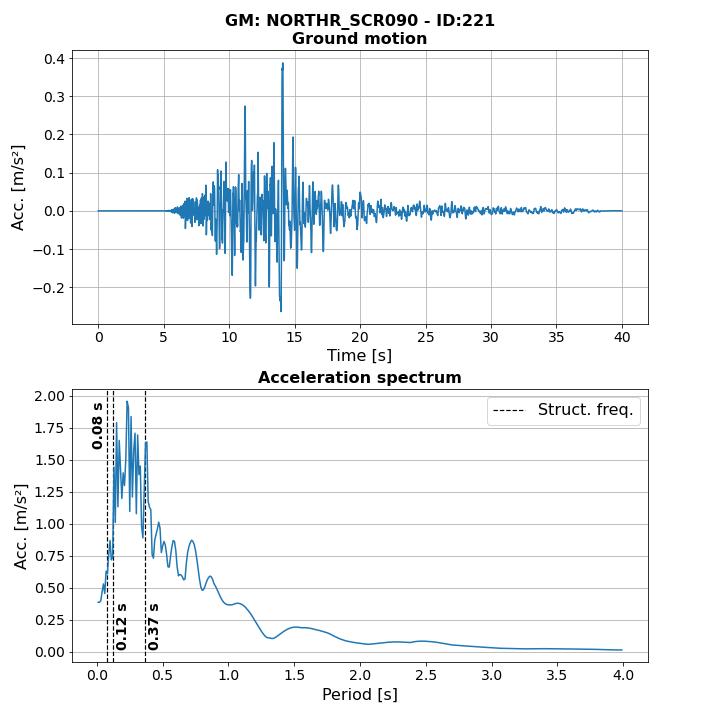 GM: NORTHR_SCR090 - ID:221
Ground motion
0.4
0.3
0.2
0.1
0.0
−0.1
−0.2
Acc. [m/s²]
0 5 10 15 20 25 30 35 40
Time [s]
Acceleration spectrum
2.00
1.75
1.50
1.25
1.00
0.75
0.50
0.25
0.00
Acc. [m/s²]
0.08 s
0.12 s
0.37 s
Struct. freq.
0.0 0.5 1.0 1.5 2.0 2.5 3.0 3.5 4.0
Period [s]